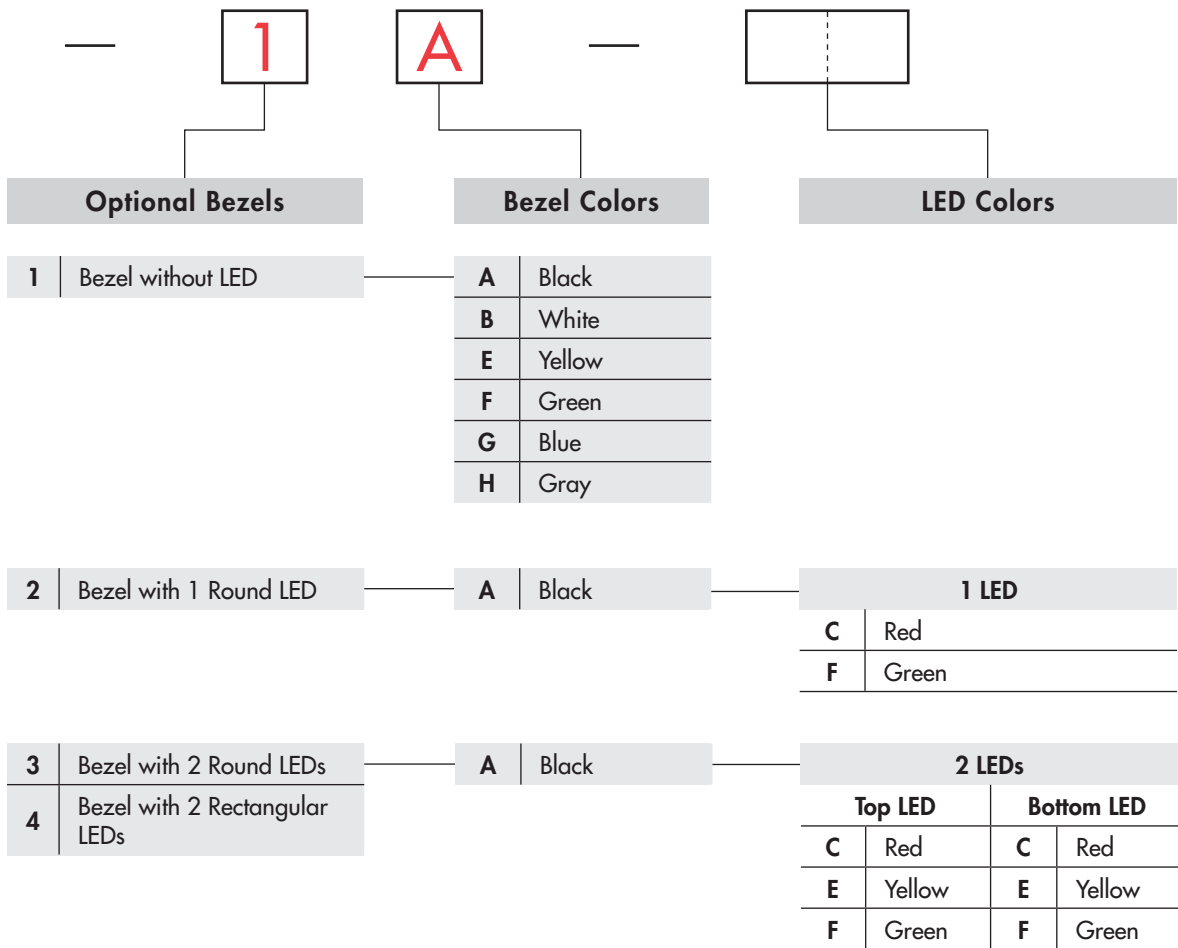 — 1 A —
Optional Bezels Bezel Colors LED Colors
1 Bezel without LED A Black
B White
E Yellow
F Green
G Blue
H Gray
2 Bezel with 1 Round LED A Black 1 LED
C Red
F Green
3 Bezel with 2 Round LEDs A Black 2 LEDs
4 Bezel with 2 Rectangular
LEDs
Top LED Bottom LED
C Red C Red
E Yellow E Yellow
F Green F Green